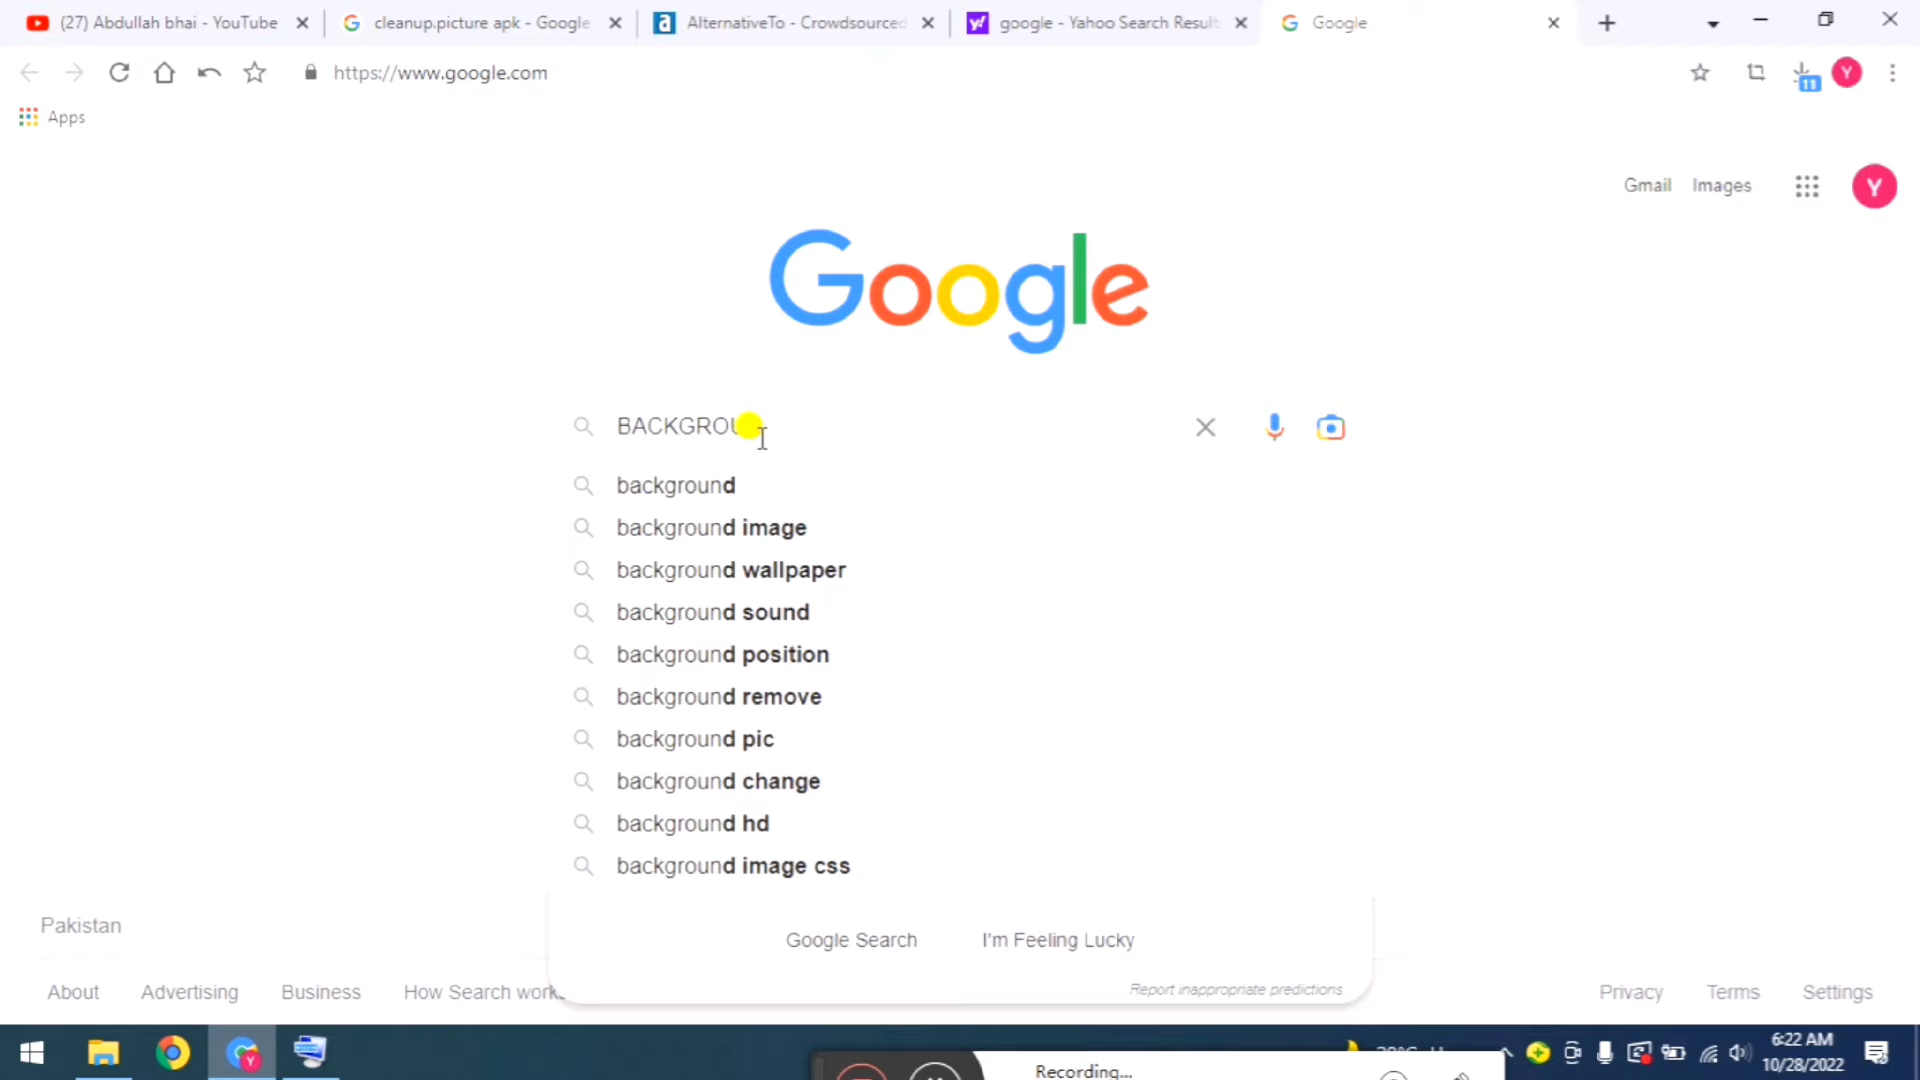 (27) Abdullah bhai - YouTube
cleanup.picture apk - Google
AlternativeTo - Crowdsourced
google - Yahoo Search Result
Google
https://www.google.com
11
Y
Apps
Gmail
Images
Y
Google
BACKGROU
background
background image
background wallpaper
background sound
background position
background remove
background pic
background change
background hd
background image css
Pakistan
Google Search
I'm Feeling Lucky
Report inappropriate predictions
About
Advertising
Business
How Search works
Privacy
Terms
Settings
6:22 AM
10/28/2022
Recording...